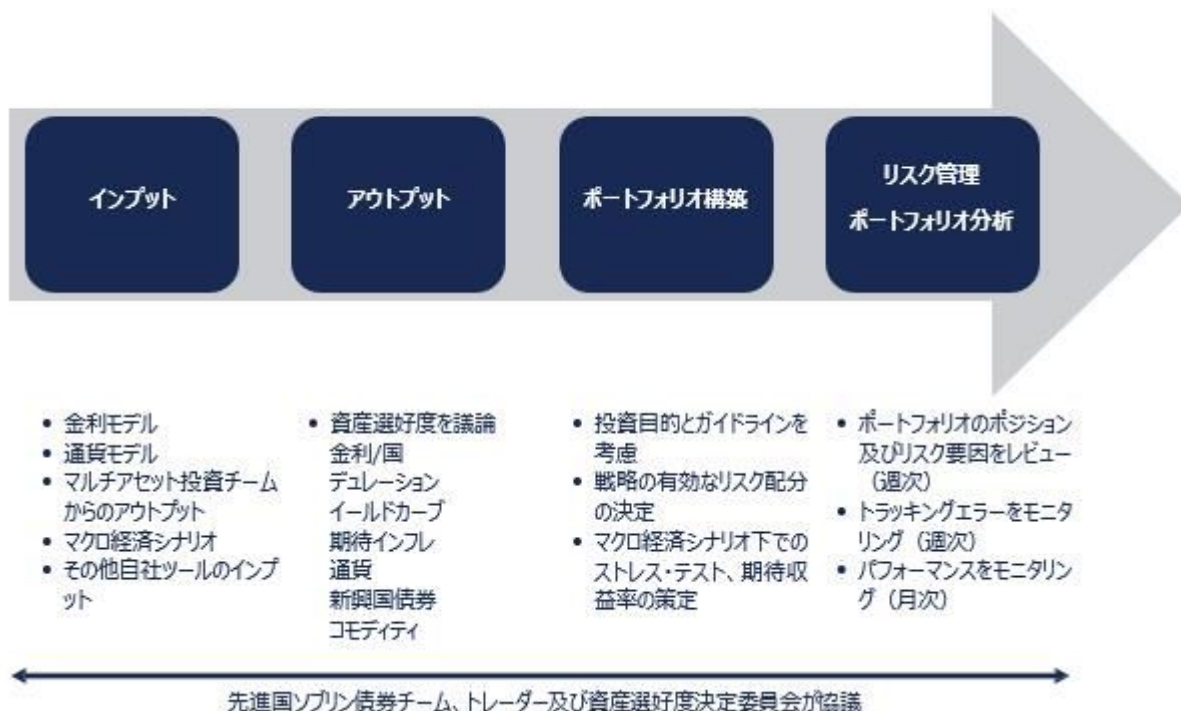 インプット
アウトプット
ポートフォリオ構築
リスク管理
ポートフォリオ分析
• 金利モデル
• 通貨モデル
• マルチアセット投資チーム
からのアウトプット
• マクロ経済シナリオ
• その他自社ツールのインプ
ット
• 資産選好度を議論
金利/国
デュレーション
イールドカーブ
期待インフレ
通貨
新興国債券
コモディティ
• 投資目的とガイドラインを
考慮
• 戦略の有効なリスク配分
の決定
• マクロ経済シナリオ下での
ストレス・テスト、期待収
益率の策定
• ポートフォリオのポジション
及びリスク要因をレビュー
（週次）
• トラッキングエラーをモニタ
リング（週次）
• パフォーマンスをモニタリン
グ（月次）
先進国ソブリン債券チーム、トレーダー及び資産選好度決定委員会が協議